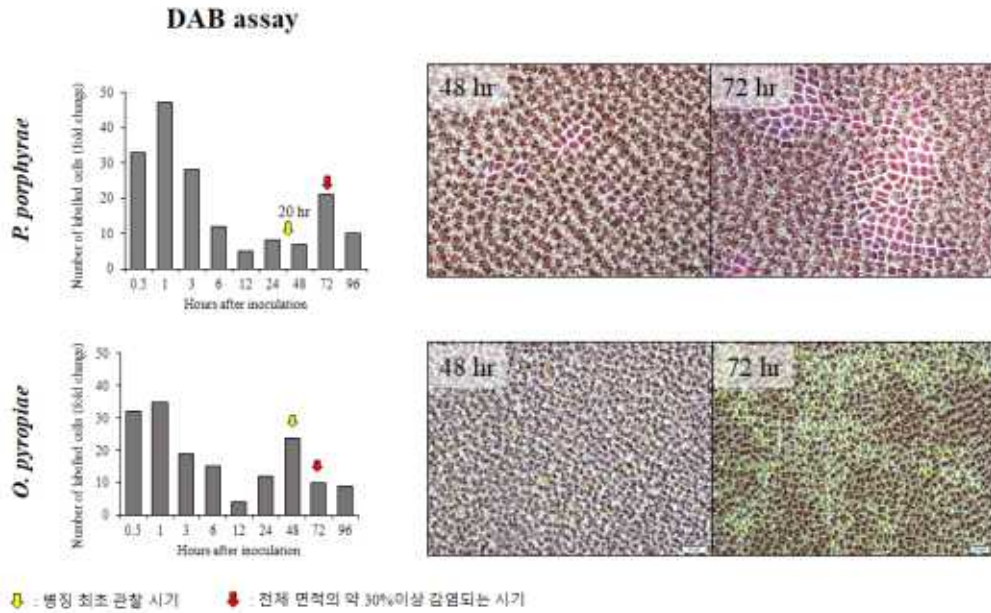 DAB assay
P. porphyrae
Number of labelled cells (fold change)
50
40
30
20
10
0
20 hr
0.5 1 3 6 12 24 48 72 96
Hours after inoculation
48 hr
72 hr
O. pyropiae
Number of labelled cells (fold change)
50
40
30
20
10
0
0.5 1 3 6 12 24 48 72 96
Hours after inoculation
48 hr
72 hr
: 병징 최초 관찰 시기
: 전체 면적의 약 30%이상 감염되는 시기